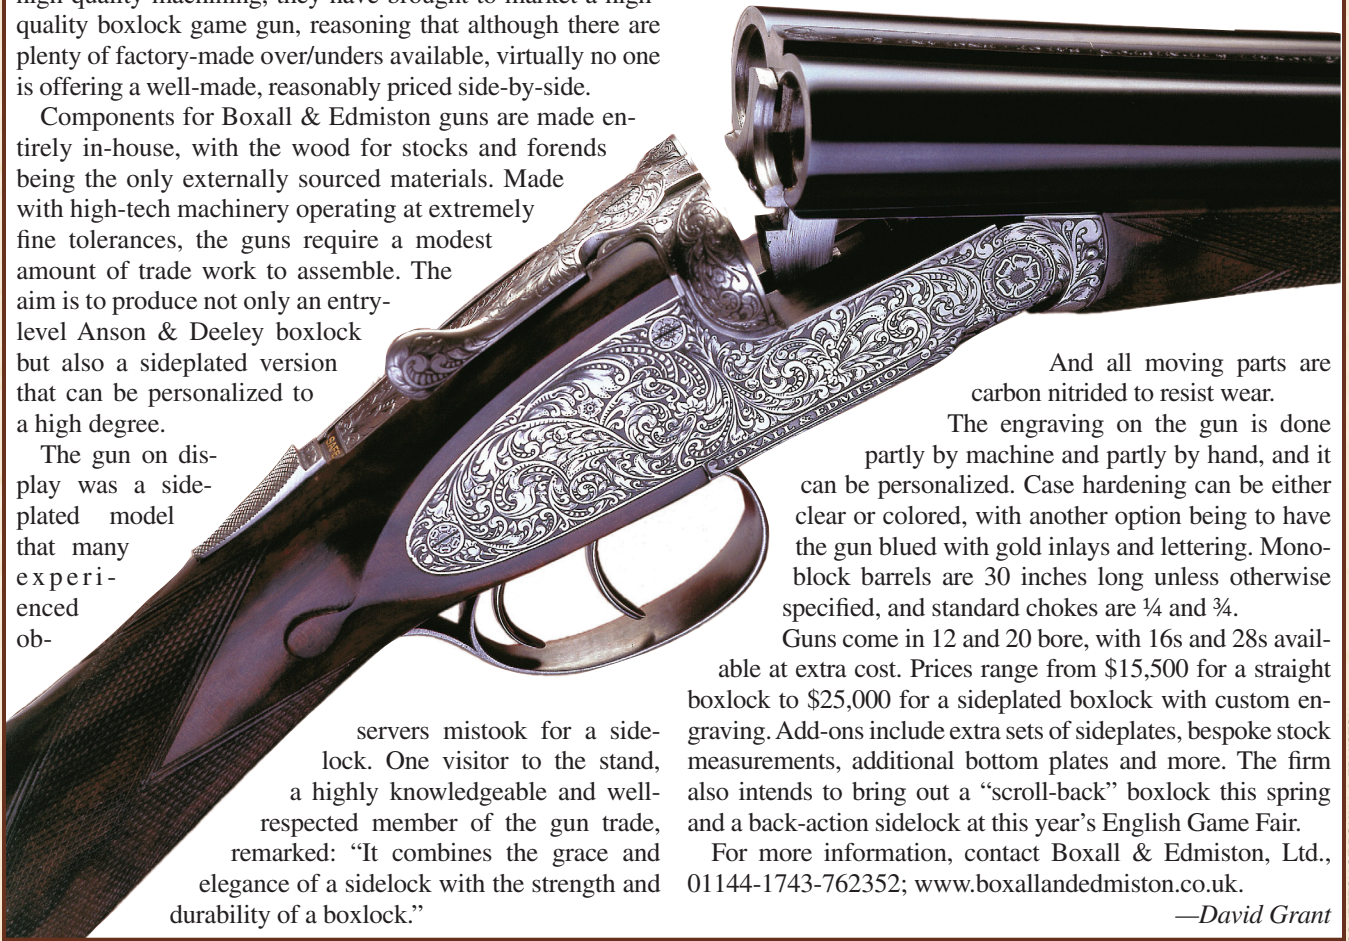 quality boxlock game gun, reasoning that although there are
plenty of factory-made over/unders available, virtually no one
is offering a well-made, reasonably priced side-by-side.
Components for Boxall & Edmiston guns are made en-
tirely in-house, with the wood for stocks and forends
being the only externally sourced materials. Made
with high-tech machinery operating at extremely
fine tolerances, the guns require a modest
amount of trade work to assemble. The
aim is to produce not only an entry-
level Anson & Deeley boxlock
but also a sideplated version
that can be personalized to
a high degree.
The gun on dis-
play was a side-
plated model
that many
experi-
enced
ob-
servers mistook for a side-
lock. One visitor to the stand,
a highly knowledgeable and well-
respected member of the gun trade,
remarked: “It combines the grace and
elegance of a sidelock with the strength and
durability of a boxlock.”
And all moving parts are
carbon nitrided to resist wear.
The engraving on the gun is done
partly by machine and partly by hand, and it
can be personalized. Case hardening can be either
clear or colored, with another option being to have
the gun blued with gold inlays and lettering. Mono-
block barrels are 30 inches long unless otherwise
specified, and standard chokes are ¼ and ¾.
Guns come in 12 and 20 bore, with 16s and 28s avail-
able at extra cost. Prices range from $15,500 for a straight
boxlock to $25,000 for a sideplated boxlock with custom en-
graving. Add-ons include extra sets of sideplates, bespoke stock
measurements, additional bottom plates and more. The firm
also intends to bring out a “scroll-back” boxlock this spring
and a back-action sidelock at this year’s English Game Fair.
For more information, contact Boxall & Edmiston, Ltd.,
01144-1743-762352; www.boxallandedmiston.co.uk.
—David Grant
BOXALL & EDMISTON
SAFE